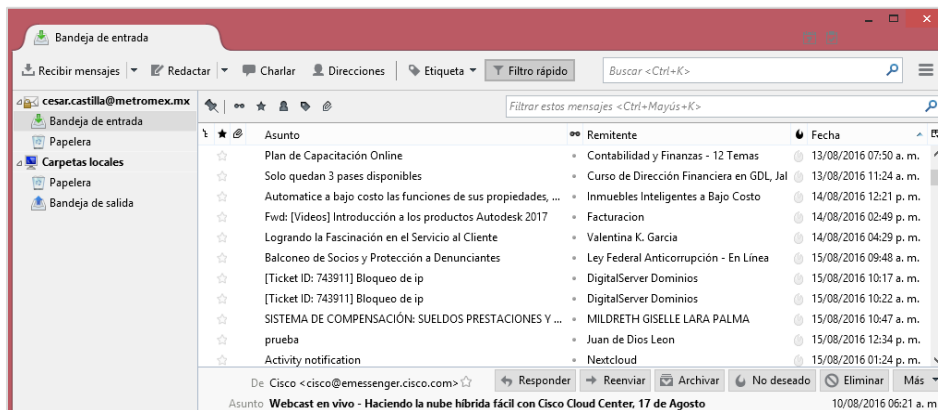 Bandeja de entrada
Recibir mensajes Redactar Charlar Direcciones Etiqueta Filtro rápido Buscar <Ctrl+K>
cesar.castilla@metromex.mx
Bandeja de entrada
Papelera
Carpetas locales
Papelera
Bandeja de salida
Filtrar estos mensajes <Ctrl+Mayús+K>
Asunto Remitente Fecha
Plan de Capacitación Online Contabilidad y Finanzas - 12 Temas 13/08/2016 07:50 a. m.
Solo quedan 3 pases disponibles Curso de Dirección Financiera en GDL, Jal 13/08/2016 11:24 a. m.
Automatice a bajo costo las funciones de sus propiedades, ... Inmuebles Inteligentes a Bajo Costo 14/08/2016 12:21 p. m.
Fwd: [Videos] Introducción a los productos Autodesk 2017 Facturacion 14/08/2016 02:49 p. m.
Logrando la Fascinación en el Servicio al Cliente Valentina K. Garcia 14/08/2016 04:29 p. m.
Balconeo de Socios y Protección a Denunciantes Ley Federal Anticorrupción - En Línea 15/08/2016 09:48 a. m.
[Ticket ID: 743911] Bloqueo de ip DigitalServer Dominios 15/08/2016 10:17 a. m.
[Ticket ID: 743911] Bloqueo de ip DigitalServer Dominios 15/08/2016 10:22 a. m.
SISTEMA DE COMPENSACIÓN: SUELDOS PRESTACIONES Y ... MILDRETH GISELLE LARA PALMA 15/08/2016 10:47 a. m.
prueba Juan de Dios Leon 15/08/2016 12:34 p. m.
Activity notification Nextcloud 15/08/2016 01:24 p. m.
De Cisco <cisco@emessenger.cisco.com> Responder Reenviar Archivar No deseado Eliminar Más
Asunto Webcast en vivo - Haciendo la nube híbrida fácil con Cisco Cloud Center, 17 de Agosto 10/08/2016 06:21 a. m